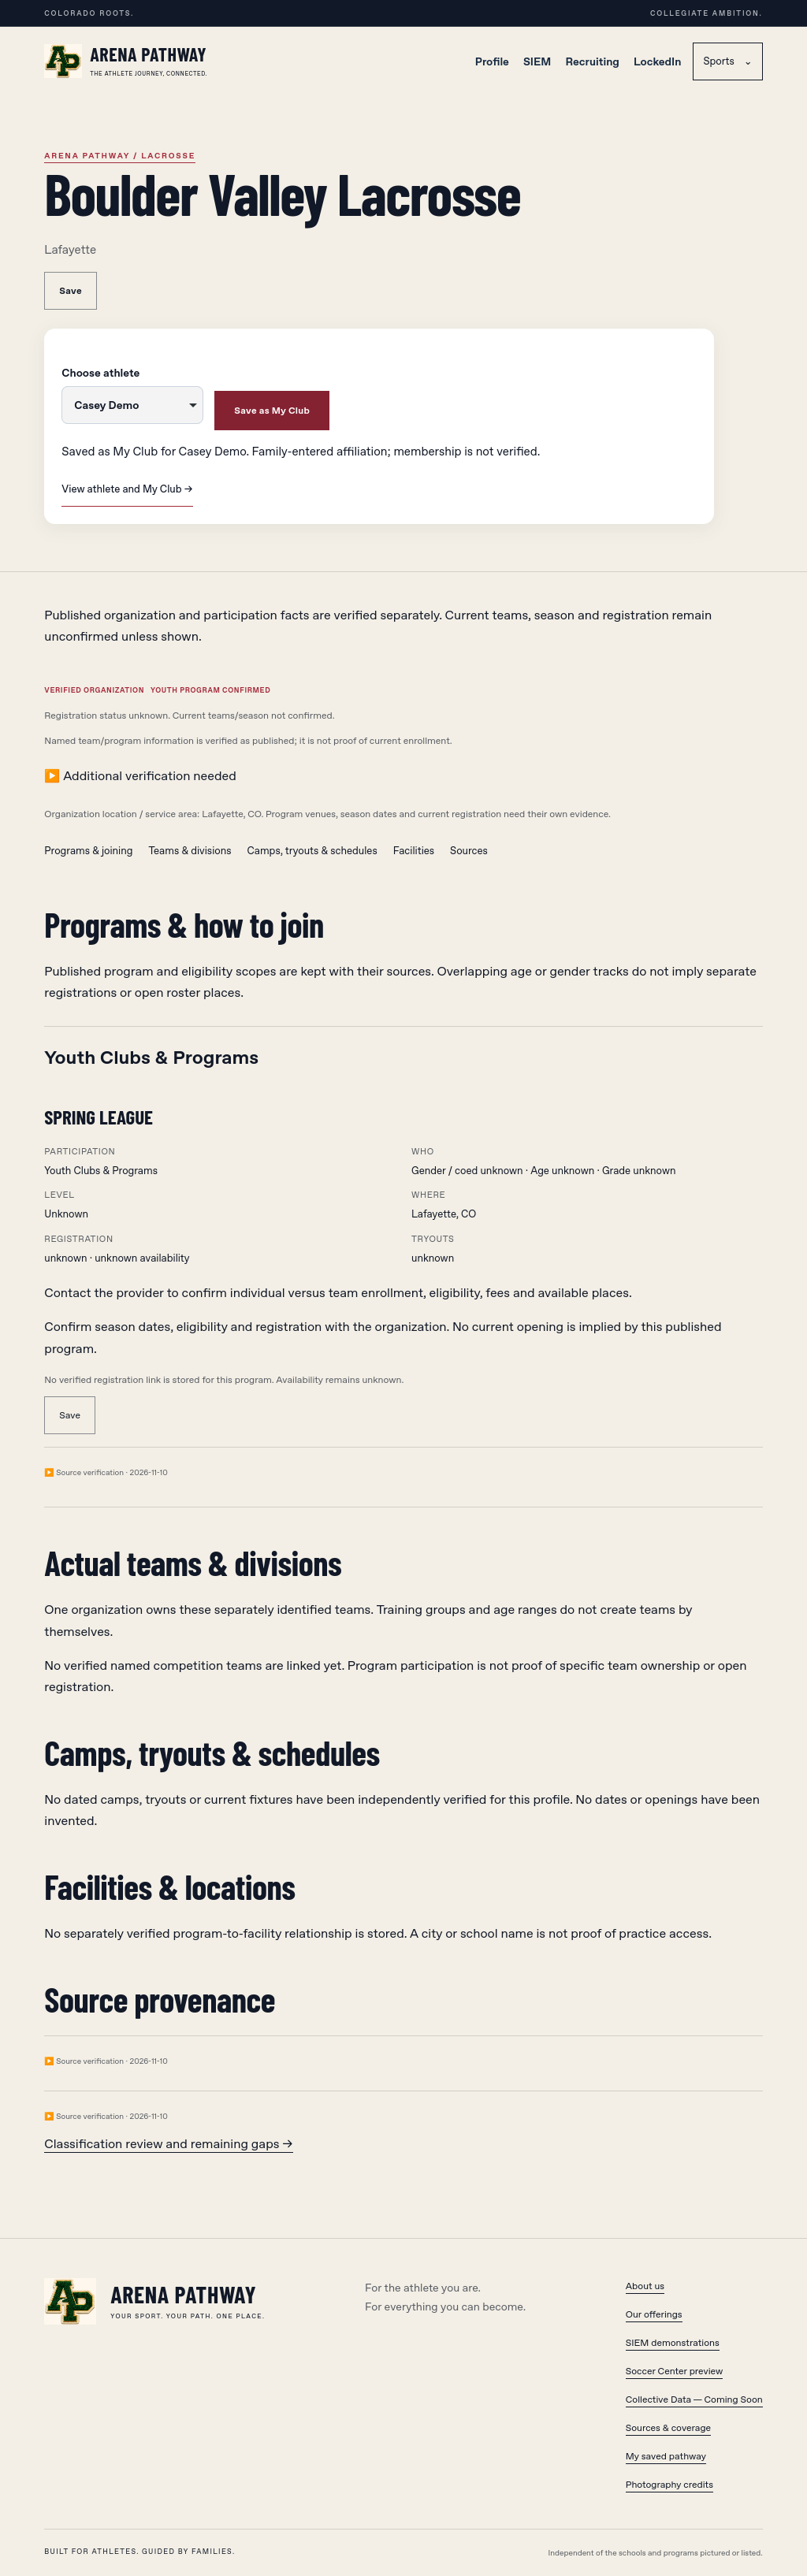 COLORADO ROOTS.
COLLEGIATE AMBITION.
AP
ARENA PATHWAY
THE ATHLETE JOURNEY, CONNECTED.
Profile SIEM Recruiting LockedIn Sports
ARENA PATHWAY / LACROSSE
Boulder Valley Lacrosse
Lafayette
Save
Choose athlete
Casey Demo
Save as My Club
Saved as My Club for Casey Demo. Family-entered affiliation; membership is not verified.
View athlete and My Club →
Published organization and participation facts are verified separately. Current teams, season and registration remain
unconfirmed unless shown.
VERIFIED ORGANIZATION YOUTH PROGRAM CONFIRMED
Registration status unknown. Current teams/season not confirmed.
Named team/program information is verified as published; it is not proof of current enrollment.
▶ Additional verification needed
Organization location / service area: Lafayette, CO. Program venues, season dates and current registration need their own evidence.
Programs & joining Teams & divisions Camps, tryouts & schedules Facilities Sources
Programs & how to join
Published program and eligibility scopes are kept with their sources. Overlapping age or gender tracks do not imply separate
registrations or open roster places.
Youth Clubs & Programs
SPRING LEAGUE
PARTICIPATION
Youth Clubs & Programs
WHO
Gender / coed unknown · Age unknown · Grade unknown
LEVEL
Unknown
WHERE
Lafayette, CO
REGISTRATION
unknown · unknown availability
TRYOUTS
unknown
Contact the provider to confirm individual versus team enrollment, eligibility, fees and available places.
Confirm season dates, eligibility and registration with the organization. No current opening is implied by this published
program.
No verified registration link is stored for this program. Availability remains unknown.
Save
▶ Source verification · 2026-11-10
Actual teams & divisions
One organization owns these separately identified teams. Training groups and age ranges do not create teams by
themselves.
No verified named competition teams are linked yet. Program participation is not proof of specific team ownership or open
registration.
Camps, tryouts & schedules
No dated camps, tryouts or current fixtures have been independently verified for this profile. No dates or openings have been
invented.
Facilities & locations
No separately verified program-to-facility relationship is stored. A city or school name is not proof of practice access.
Source provenance
▶ Source verification · 2026-11-10
▶ Source verification · 2026-11-10
Classification review and remaining gaps →
AP
ARENA PATHWAY
YOUR SPORT. YOUR PATH. ONE PLACE.
For the athlete you are.
For everything you can become.
About us
Our offerings
SIEM demonstrations
Soccer Center preview
Collective Data — Coming Soon
Sources & coverage
My saved pathway
Photography credits
BUILT FOR ATHLETES. GUIDED BY FAMILIES.
Independent of the schools and programs pictured or listed.